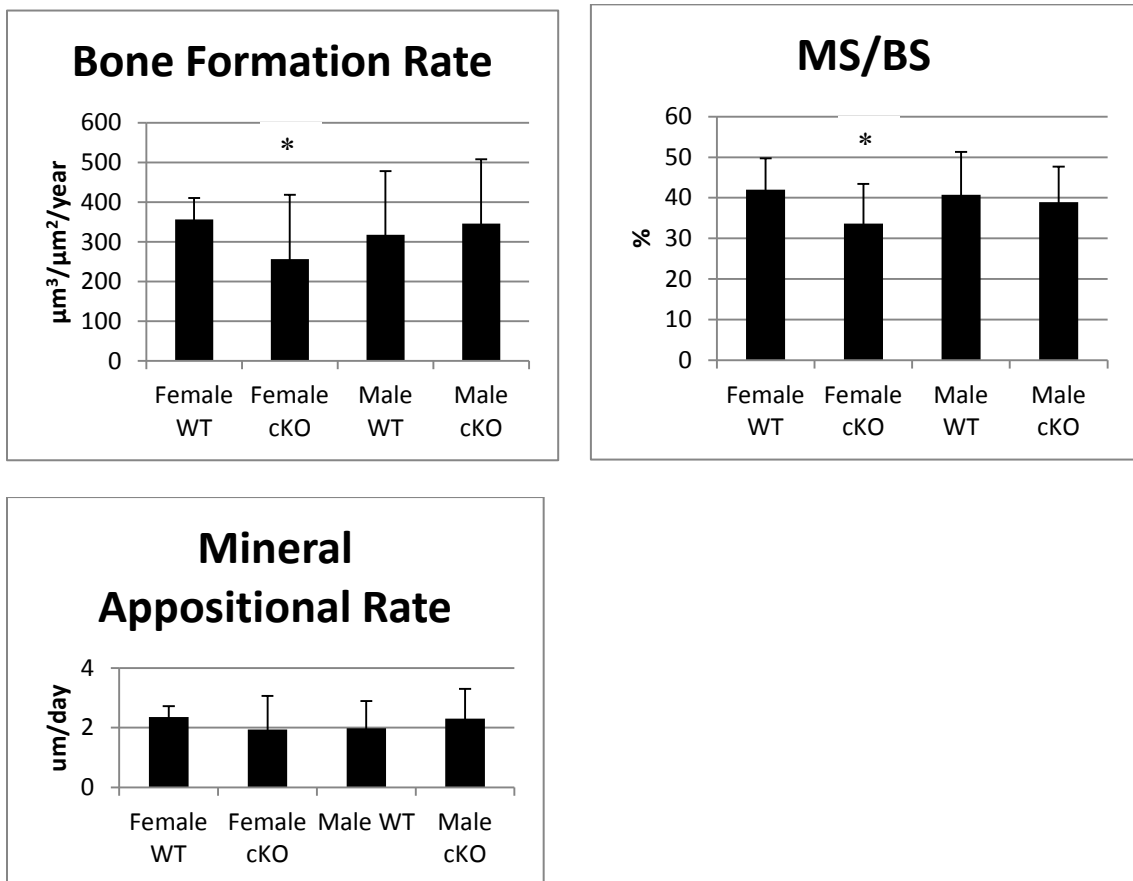 Bone Formation Rate
600
500
400
300
200
100
0
*
µm³/µm²/year
Female WT
Female cKO
Male WT
Male cKO
MS/BS
60
50
40
30
20
10
0
*
%
Female WT
Female cKO
Male WT
Male cKO
Mineral
Appositional Rate
4
2
0
um/day
Female WT
Female cKO
Male WT
Male cKO